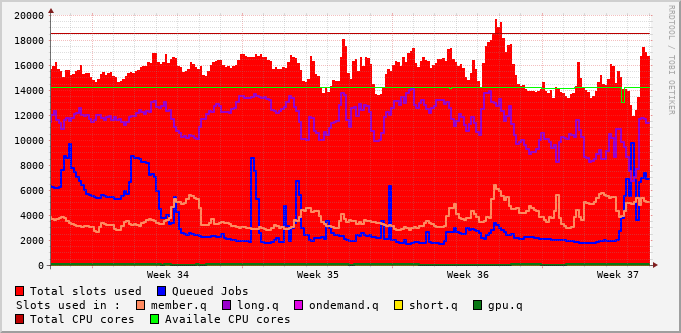 20000
18000
16000
14000
12000
10000
8000
6000
4000
2000
0
Week 34 Week 35 Week 36 Week 37
RRDTOOL / TOBI OETIKER
Total slots used Queued Jobs
Slots used in : member.q long.q ondemand.q short.q gpu.q
Total CPU cores Availale CPU cores